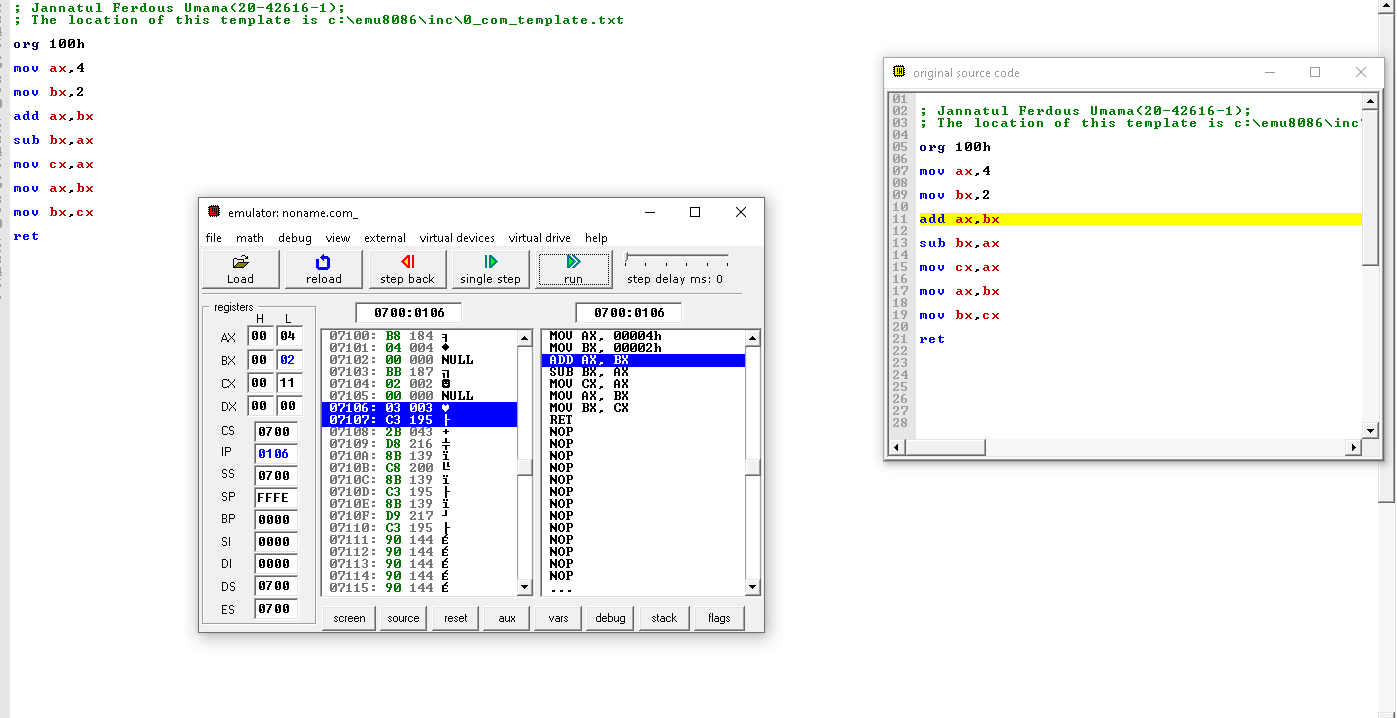 ; Jannatul Ferdous Umama(20-42616-1);
; The location of this template is c:\emu8086\inc\0_com_template.txt
org 100h
mov ax,4
mov bx,2
add ax,bx
sub bx,ax
mov cx,ax
mov ax,bx
mov bx,cx
ret
emulator: noname.com_
file math debug view external virtual devices virtual drive help
Load reload step back single step run step delay ms: 0
registers
H L
AX 00 04
BX 00 02
CX 00 11
DX 00 00
CS 0700
IP 0106
SS 0700
SP FFFE
BP 0000
SI 0000
DI 0000
DS 0700
ES 0700
0700:0106
07100: B8 184 ╕
07101: 04 004 ♦
07102: 00 000 NULL
07103: BB 187 ╗
07104: 02 002 ☻
07105: 00 000 NULL
07106: 03 003 ♥
07107: C3 195 ├
07108: 2B 043 +
07109: D8 216 ╪
0710A: 8B 139 ï
0710B: C8 200 ╚
0710C: 8B 139 ï
0710D: C3 195 ├
0710E: 8B 139 ï
0710F: D9 217 ┘
07110: C3 195 ├
07111: 90 144 É
07112: 90 144 É
07113: 90 144 É
07114: 90 144 É
07115: 90 144 É
0700:0106
MOV AX, 00004h
MOV BX, 00002h
ADD AX, BX
SUB BX, AX
MOV CX, AX
MOV AX, BX
MOV BX, CX
RET
NOP
NOP
NOP
NOP
NOP
NOP
NOP
NOP
NOP
NOP
NOP
NOP
NOP
...
screen source reset aux vars debug stack flags
original source code
01
02 ; Jannatul Ferdous Umama(20-42616-1);
03 ; The location of this template is c:\emu8086\inc\
04
05 org 100h
06
07 mov ax,4
08
09 mov bx,2
10
11 add ax,bx
12
13 sub bx,ax
14
15 mov cx,ax
16
17 mov ax,bx
18
19 mov bx,cx
20
21 ret
22
23
24
25
26
27
28